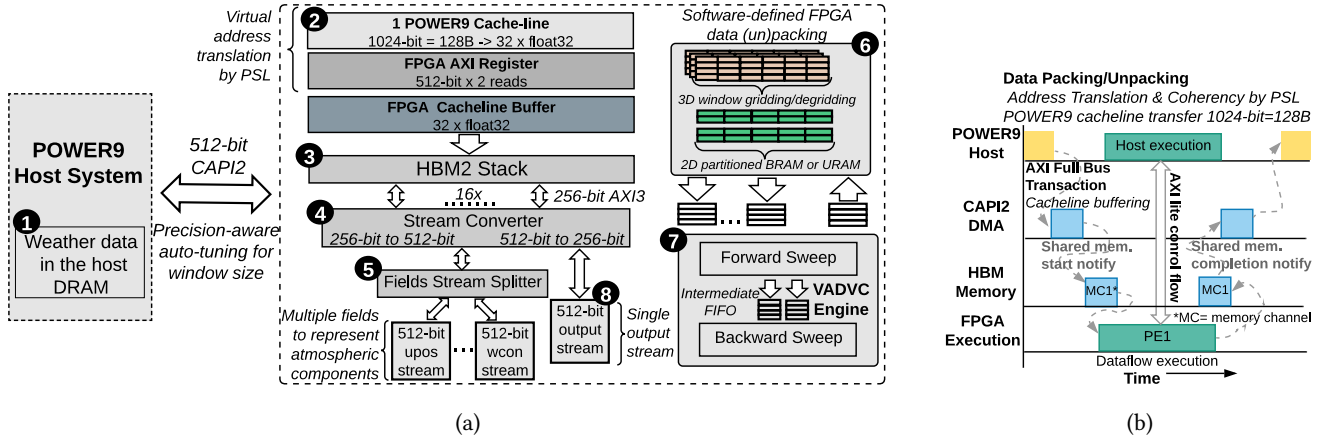 Virtual
address
translation
by PSL
2
1 POWER9 Cache-line
1024-bit = 128B -> 32 x float32
FPGA AXI Register
512-bit x 2 reads
FPGA Cacheline Buffer
32 x float32
3
HBM2 Stack
16x
256-bit AXI3
4
Stream Converter
256-bit to 512-bit
512-bit to 256-bit
5
Fields Stream Splitter
Multiple fields
to represent
atmospheric
components
512-bit
upos
stream
512-bit
wcon
stream
8
512-bit
output
stream
Single
output
stream
POWER9
Host System
1
Weather data
in the host
DRAM
512-bit
CAPI2
Precision-aware
auto-tuning for
window size
Software-defined FPGA
data (un)packing
6
3D window gridding/degridding
2D partitioned BRAM or URAM
7
Forward Sweep
Intermediate
FIFO
VADVC
Engine
Backward Sweep
(a)
Data Packing/Unpacking
Address Translation & Coherency by PSL
POWER9 cacheline transfer 1024-bit=128B
POWER9
Host
Host execution
AXI Full Bus
Transaction
Cacheline buffering
AXI lite control flow
CAPI2
DMA
Shared mem.
start notify
Shared mem.
completion notify
HBM
Memory
MC1*
MC1
*MC= memory channel
FPGA
Execution
PE1
Dataflow execution
Time
(b)